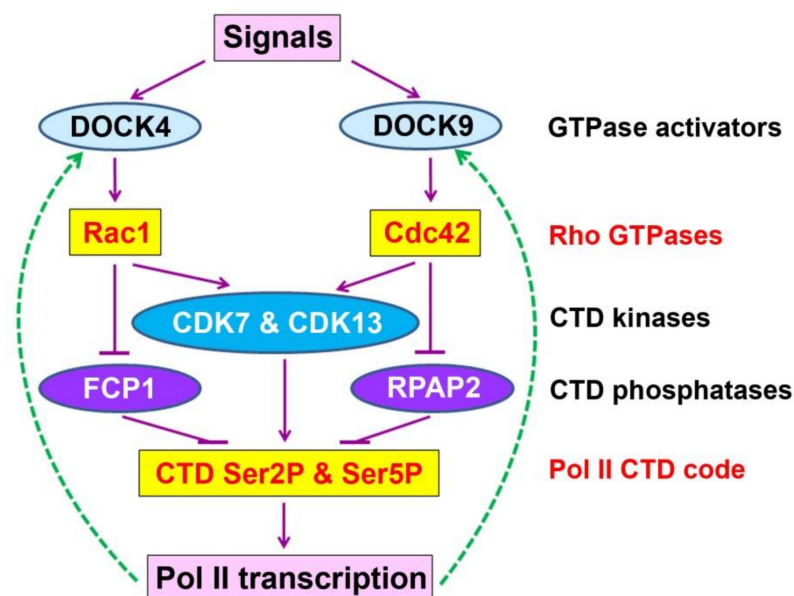 Signals
DOCK4
DOCK9
GTPase activators
Rac1
Cdc42
Rho GTPases
CDK7 & CDK13
CTD kinases
FCP1
RPAP2
CTD phosphatases
CTD Ser2P & Ser5P
Pol II CTD code
Pol II transcription